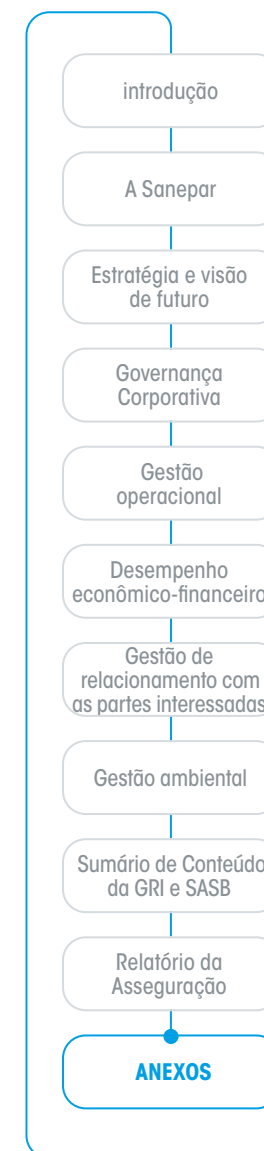 introdução
A Sanepar
Estratégia e visão
de futuro
Governança
Corporativa
Gestão
operacional
Desempenho
econômico-financeiro
Gestão de
relacionamento com
as partes interessadas
Gestão ambiental
Sumário de Conteúdo
da GRI e SASB
Relatório da
Asseguração
ANEXOS